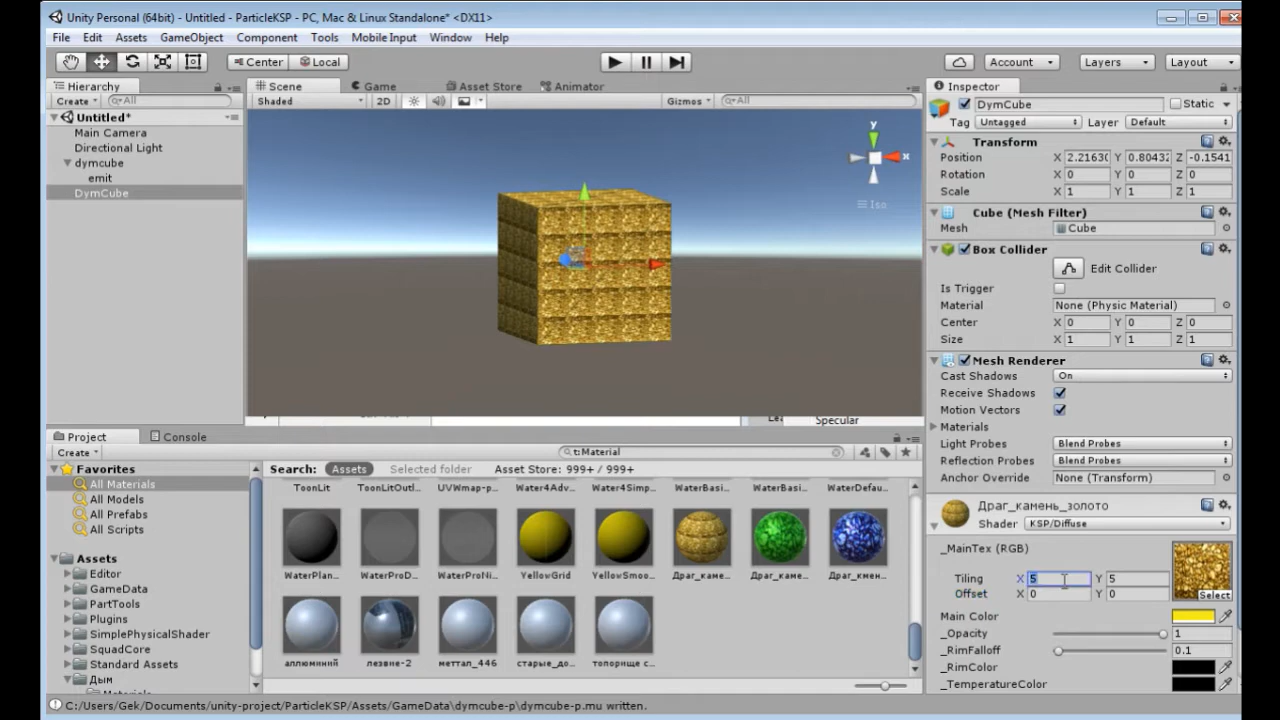 Unity Personal (64bit) - Untitled - ParticleKSP - PC, Mac & Linux Standalone* <DX11>
File Edit Assets GameObject Component Tools Mobile Input Window Help
Center Local Account Layers Layout
Hierarchy Scene Game Asset Store Animator Inspector
Create All Shaded 2D Gizmos All DymCube Static
Untitled* Tag Untagged Layer Default
Main Camera
Directional Light
dymcube
emit
DymCube
y
x
Iso
Transform
Position X 2.2163 Y 0.80432 Z -0.1541
Rotation X 0 Y 0 Z 0
Scale X 1 Y 1 Z 1
Cube (Mesh Filter)
Mesh Cube
Box Collider
Edit Collider
Is Trigger
Material None (Physic Material)
Center X 0 Y 0 Z 0
Size X 1 Y 1 Z 1
Mesh Renderer
Cast Shadows On
Receive Shadows
Motion Vectors
Materials
Light Probes Blend Probes
Reflection Probes Blend Probes
Anchor Override None (Transform)
Драг_камень_золото
Shader KSP/Diffuse
_MainTex (RGB)
Tiling X 5 Y 5
Offset X 0 Y 0
Select
Main Color
_Opacity 1
_RimFalloff 0.1
_RimColor
_TemperatureColor
Specular
Project Console
Create t:Material
Favorites
All Materials
All Models
All Prefabs
All Scripts
Assets
Editor
GameData
PartTools
Plugins
SimplePhysicalShader
SquadCore
Standard Assets
Дым
Search: Assets Selected folder Asset Store: 999+ / 999+
ToonLit ToonLitOutl... UVWmap-p... Water4Adv... Water4Simp... WaterBasi... WaterBasi... WaterDefau...
WaterPlan... WaterProD... WaterProNi... YellowGrid YellowSmoo... Драг_каме... Драг_каме... Драг_кмен...
аллюминий лезвие-2 меттал_446 старые_до... топорище с...
C:/Users/Gek/Documents/unity-project/ParticleKSP/Assets/GameData\dymcube-p\dymcube-p.mu written.